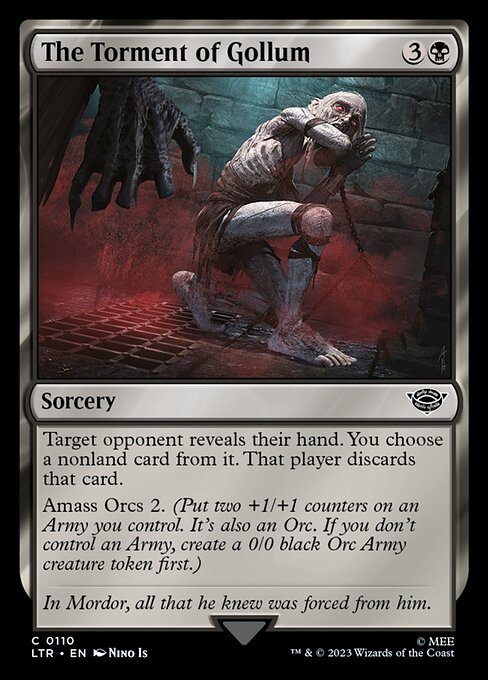 The Torment of Gollum 3
Sorcery
Target opponent reveals their hand. You choose
a nonland card from it. That player discards
that card.
Amass Orcs 2. (Put two +1/+1 counters on an
Army you control. It's also an Orc. If you don't
control an Army, create a 0/0 black Orc Army
creature token first.)
In Mordor, all that he knew was forced from him.
C 0110
LTR • EN Nino Is
© MEE
™ & © 2023 Wizards of the Coast